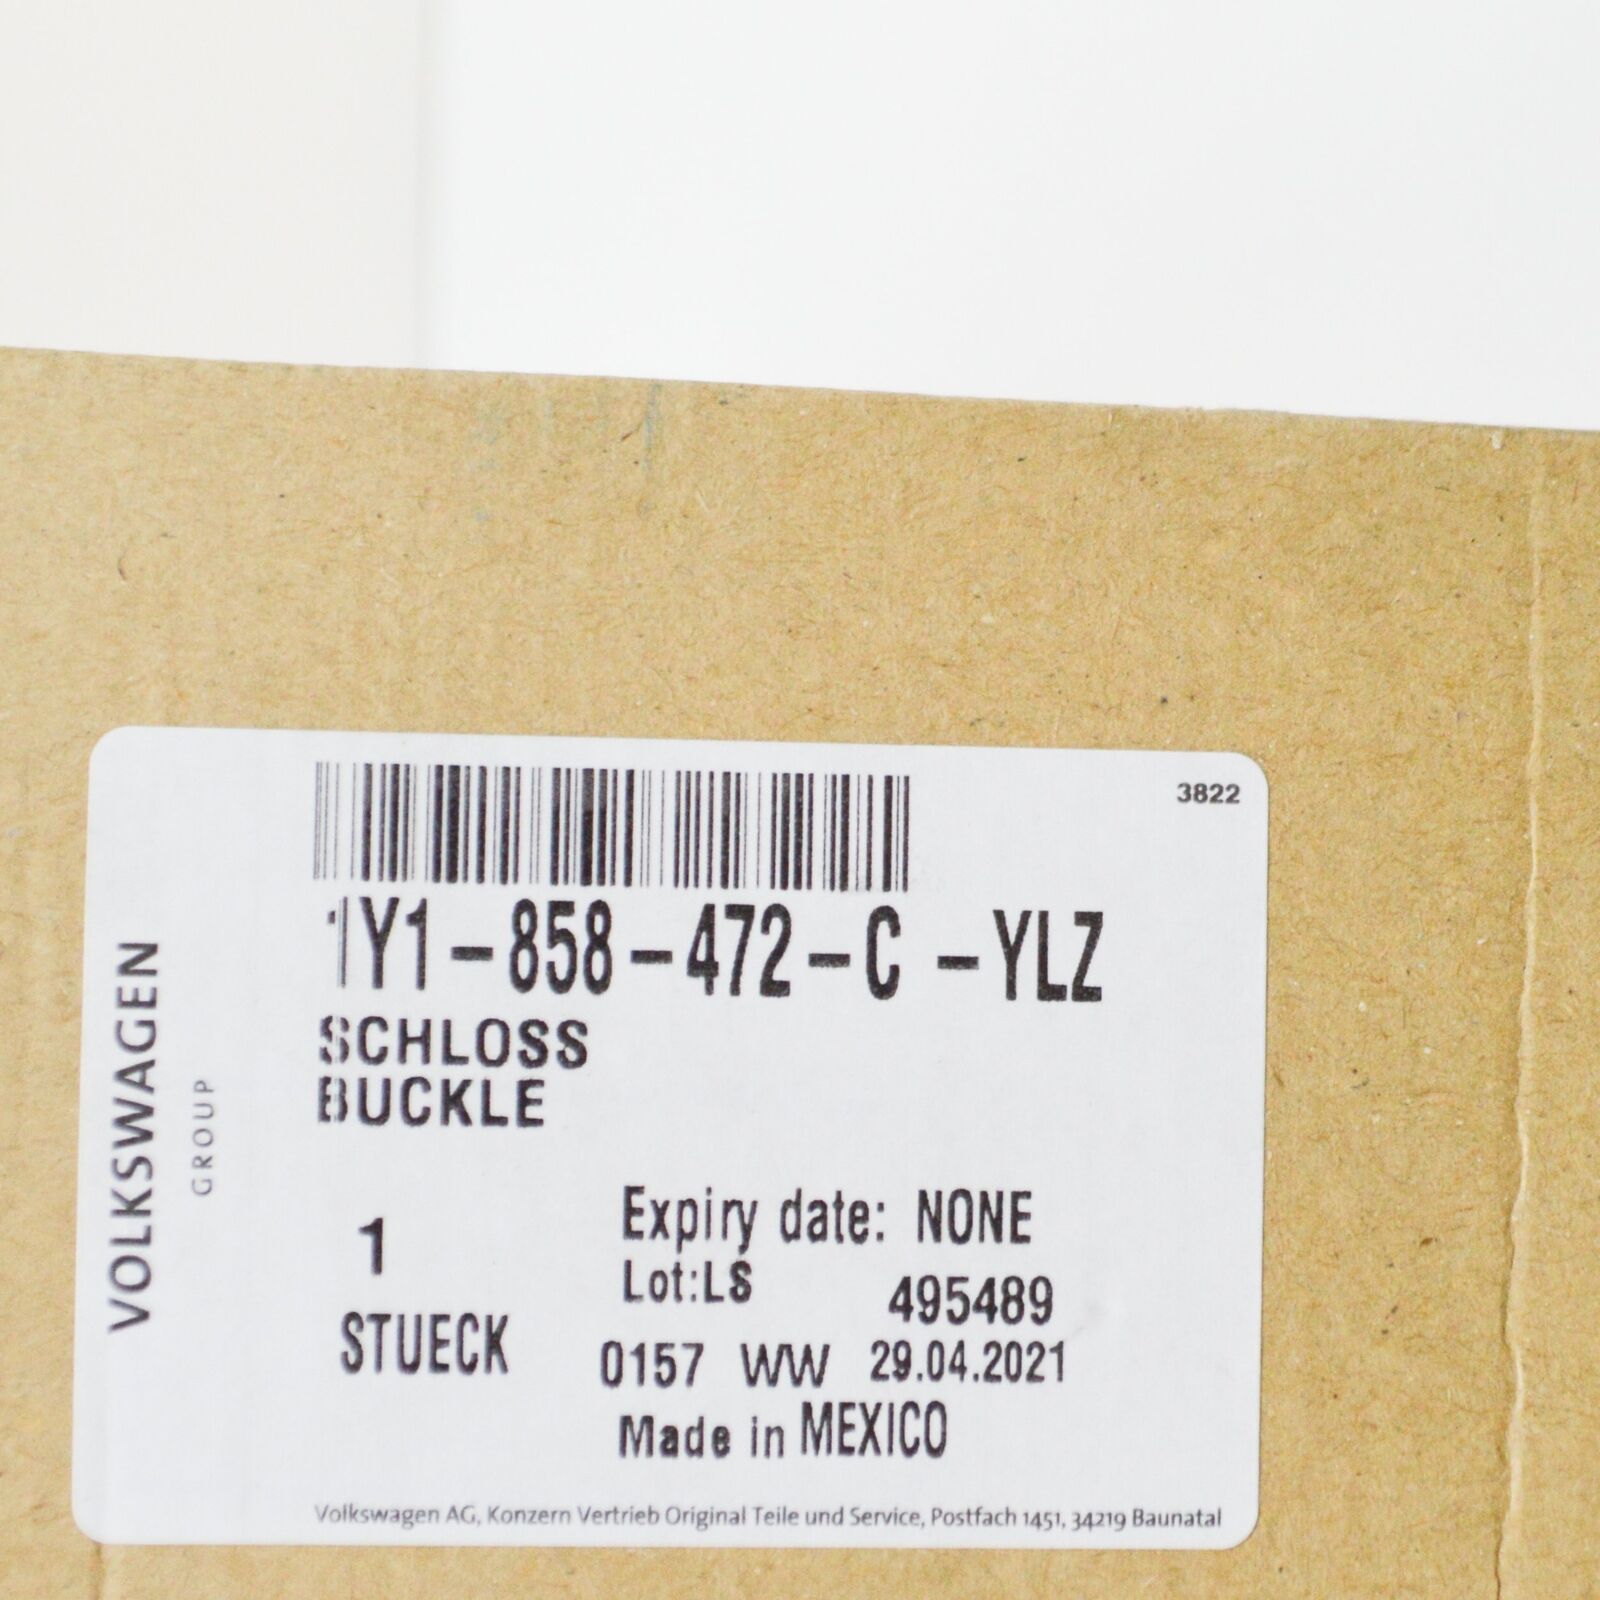 3822
1Y1-858-472-C -YLZ
SCHLOSS
BUCKLE
VOLKSWAGEN
GROUP
1
STUECK
Expiry date: NONE
Lot:LS 495489
0157 WW 29.04.2021
Made in MEXICO
Volkswagen AG, Konzern Vertrieb Original Teile und Service, Postfach 1451, 34219 Baunatal